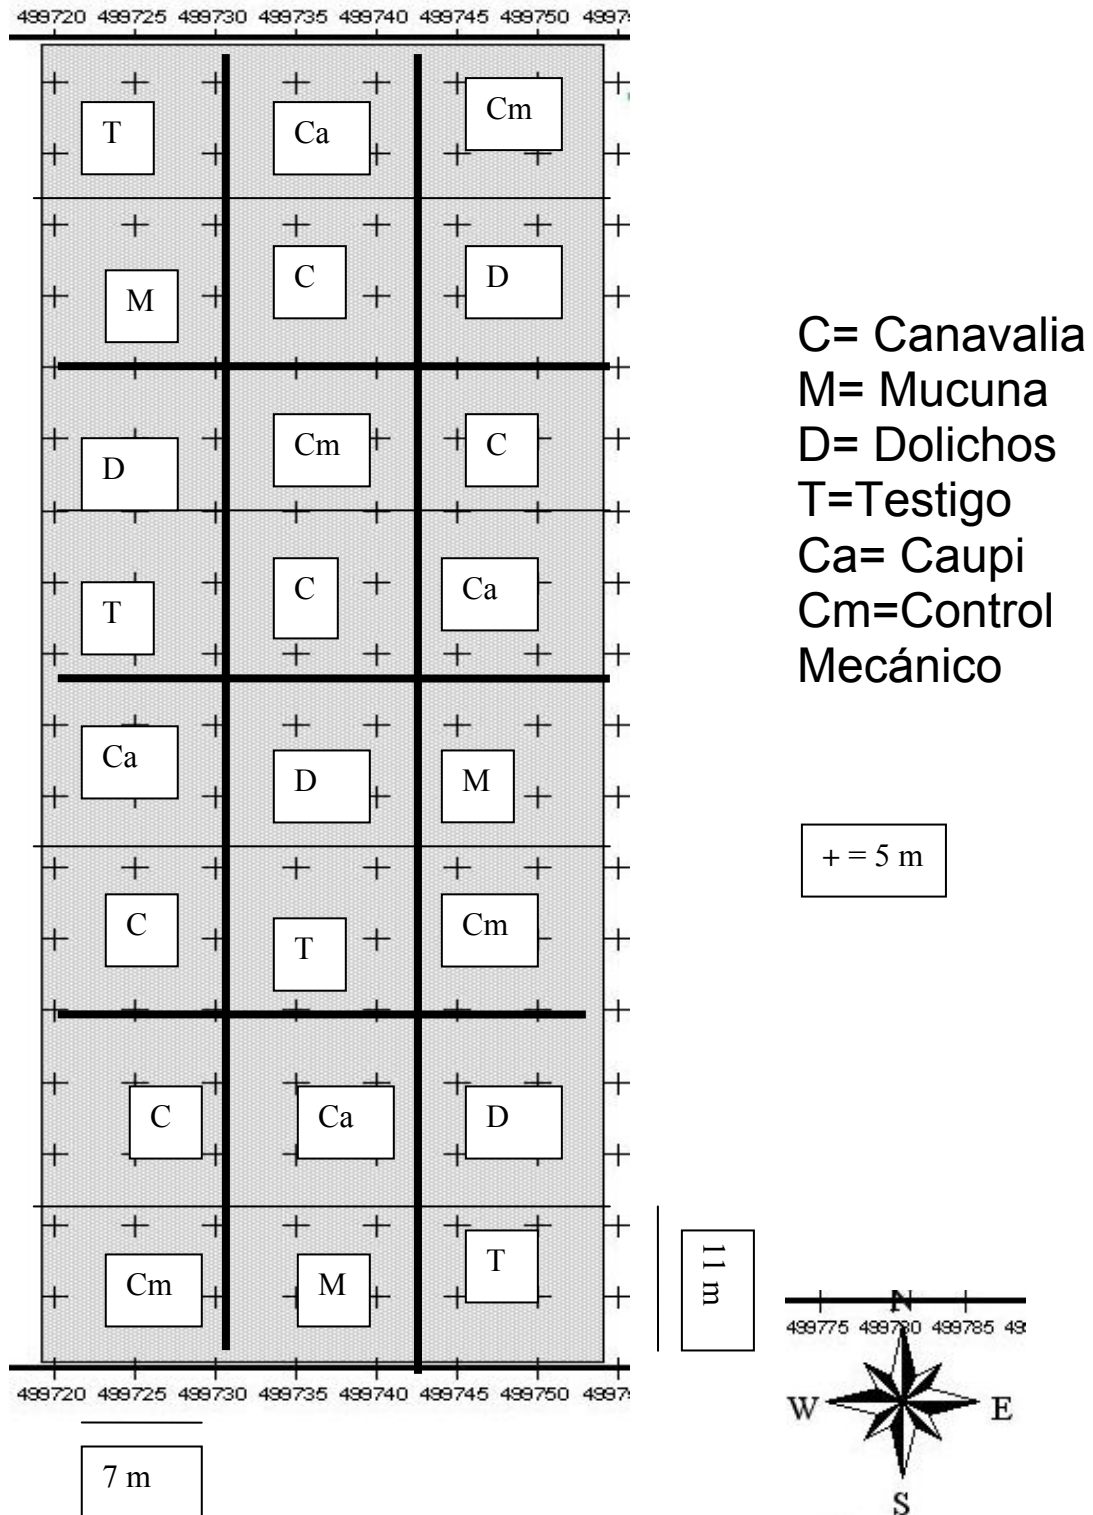 499720 499725 499730 499735 499740 499745 499750
T Ca Cm
M C D
D Cm C
T C Ca
Ca D M
C T Cm
C Ca D
Cm M T
499720 499725 499730 499735 499740 499745 499750
7 m
C= Canavalia
M= Mucuna
D= Dolichos
T=Testigo
Ca= Caupi
Cm=Control
Mecánico
+ = 5 m
11 m
499775 499780 499785
N
W E
S